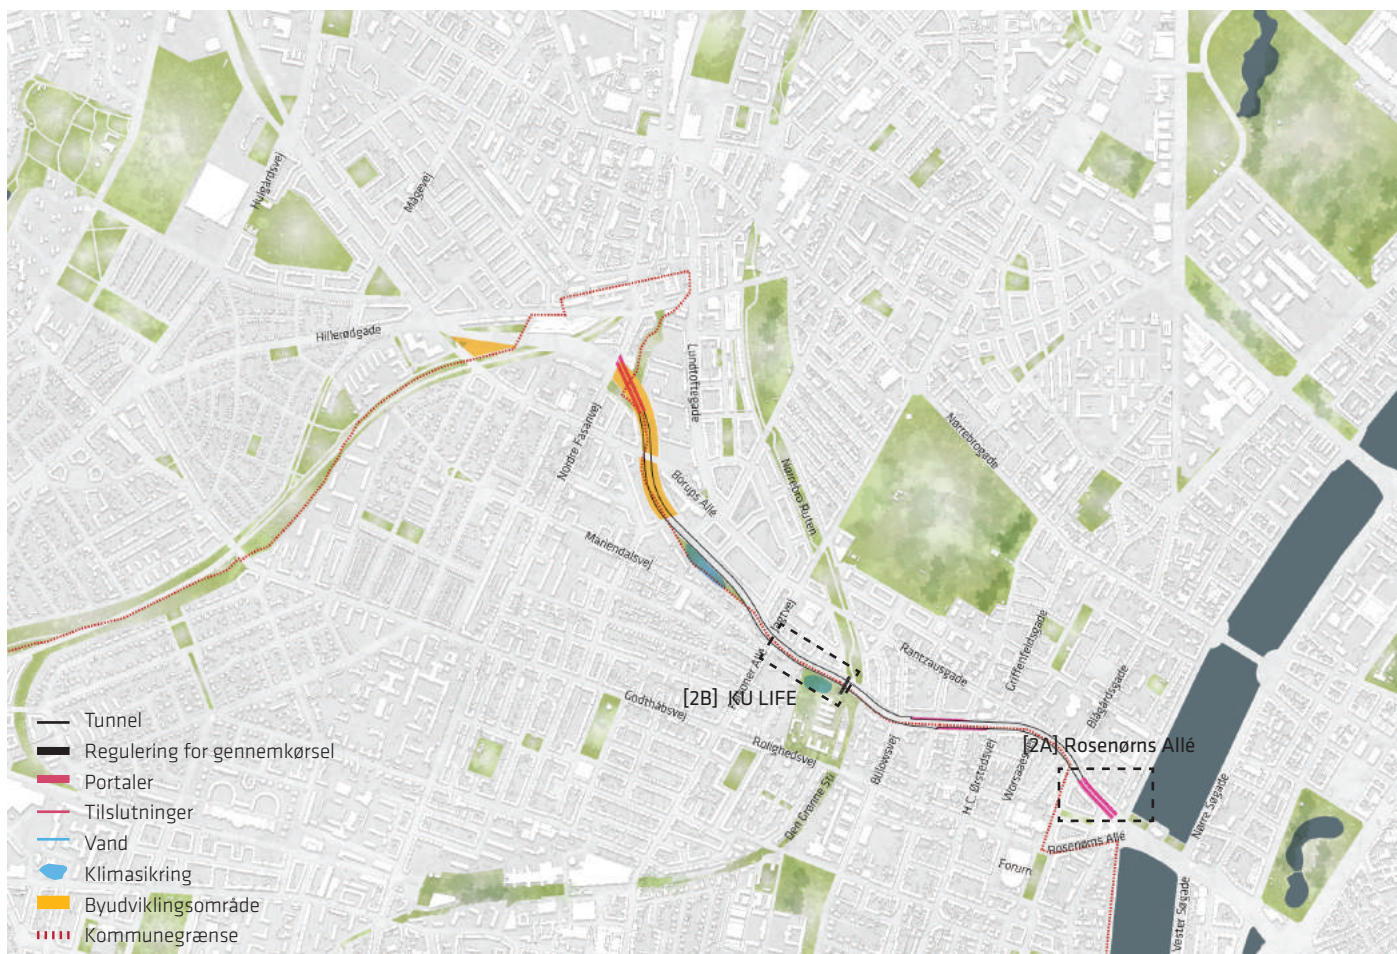 Hulgårdsvej
Mågevej
Hillerødgade
Lundtoftegade
Nordre Fasanvej
Nørrebrogade
Borups Allé
Nørrebro Ruten
Mariendalsvej
Jagtvej
Rantzausgade
Griffenfeldsgade
Blågårdsgade
[2B] KU LIFE
Godthåbsvej
Rolighedsvej
Bülowsvej
H.C. Ørstedsvej
[2A] Rosenørns Allé
Den Grønne Sti
Nørre Søgade
Rosenørns Allé
Forum
Vester Søgade
Tunnel
Regulering for gennemkørsel
Portaler
Tilslutninger
Vand
Klimasikring
Byudviklingsområde
Kommunegrænse